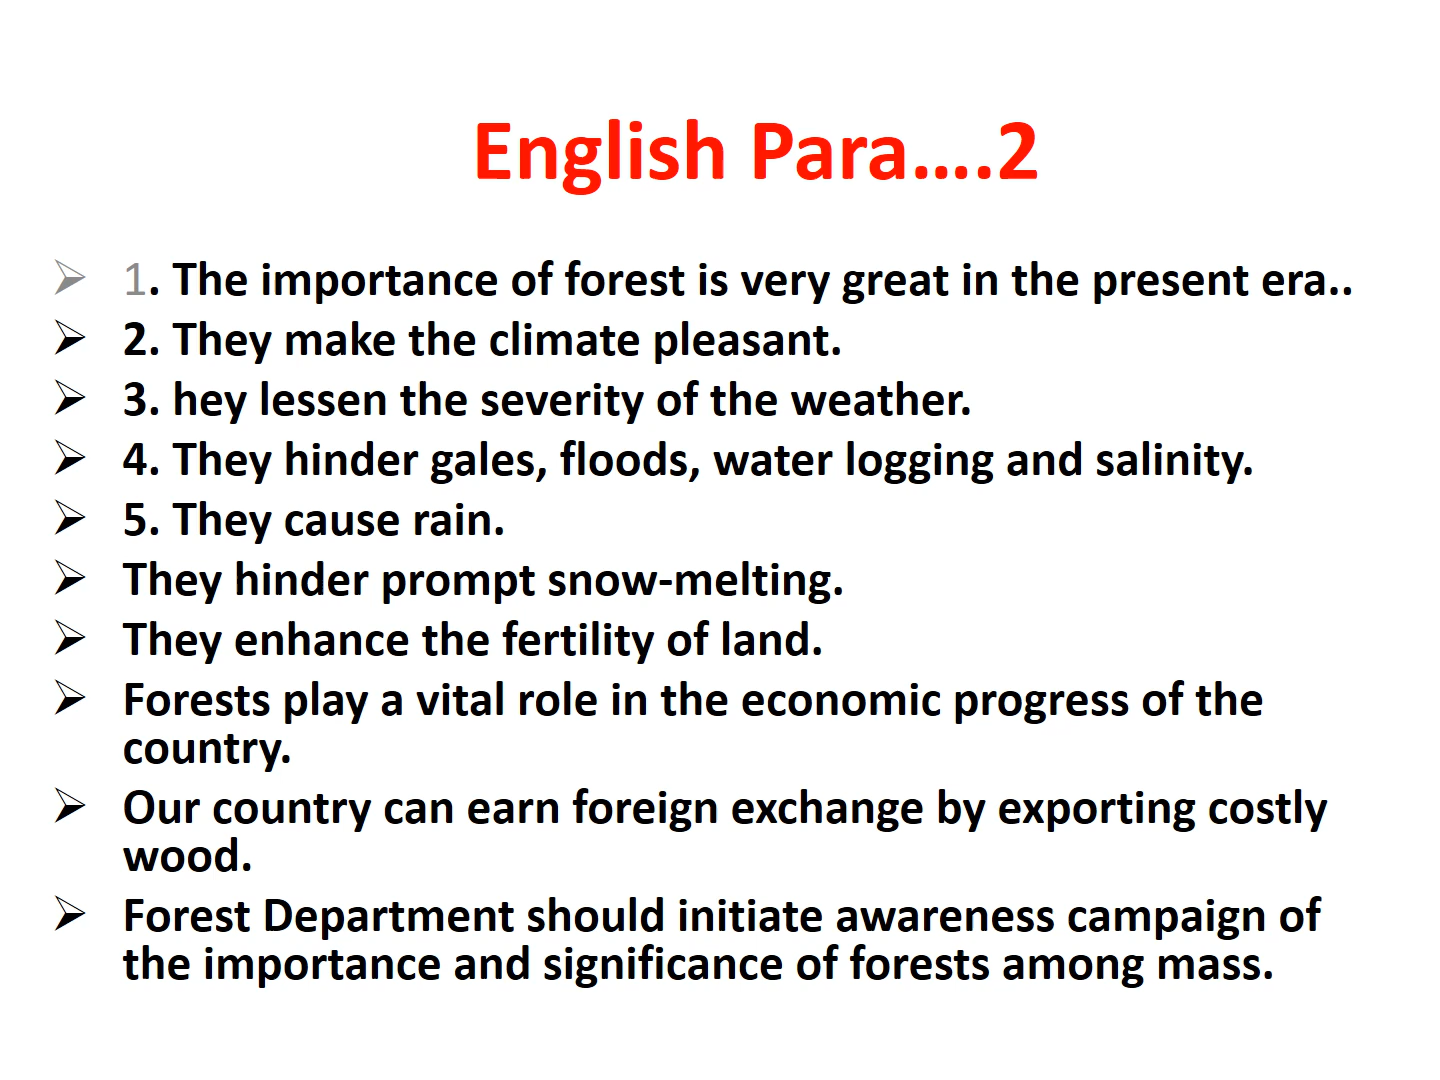 English Para....2
➢ 1. The importance of forest is very great in the present era..
➢ 2. They make the climate pleasant.
➢ 3. hey lessen the severity of the weather.
➢ 4. They hinder gales, floods, water logging and salinity.
➢ 5. They cause rain.
➢ They hinder prompt snow-melting.
➢ They enhance the fertility of land.
➢ Forests play a vital role in the economic progress of the
country.
➢ Our country can earn foreign exchange by exporting costly
wood.
➢ Forest Department should initiate awareness campaign of
the importance and significance of forests among mass.